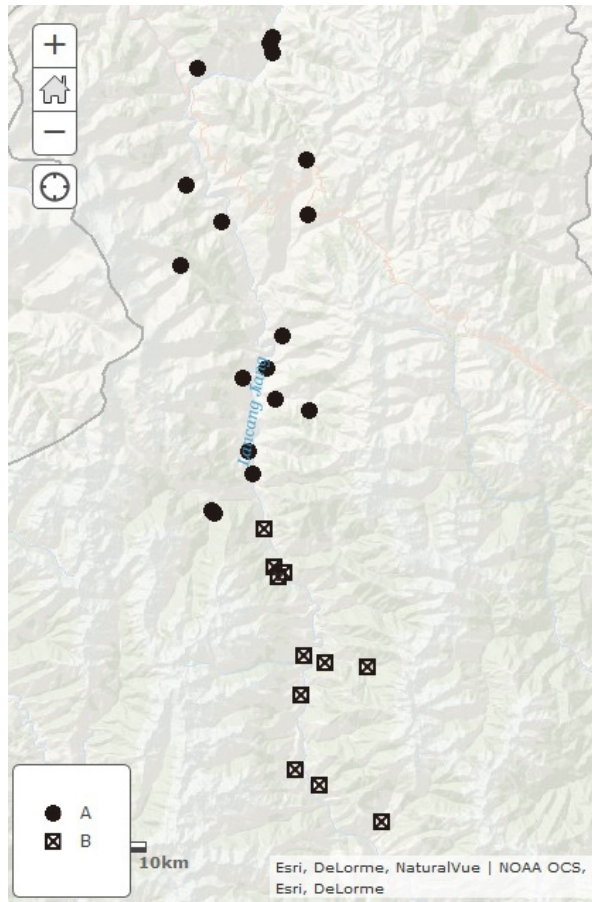 +
−
Lancang Jiang
A
B
10km
Esri, DeLorme, NaturalVue | NOAA OCS,
Esri, DeLorme